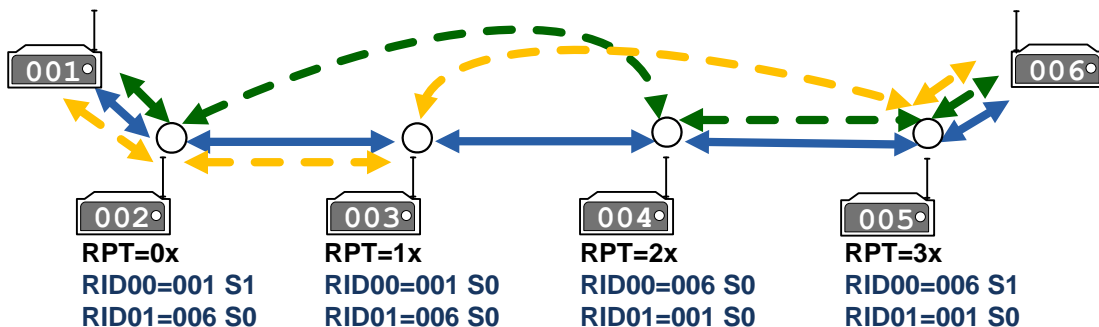 001
006
002
003
004
005
RPT=0x
RPT=1x
RPT=2x
RPT=3x
RID00=001 S1
RID00=001 S0
RID00=006 S0
RID00=006 S1
RID01=006 S0
RID01=006 S0
RID01=001 S0
RID01=001 S0